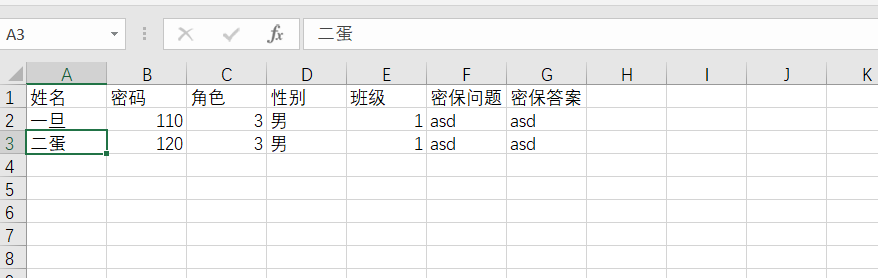 A3 fx 二蛋
A B C D E F G H I J K
1 姓名 密码 角色 性别 班级 密保问题 密保答案
2 一旦 110 3 男 1 asd asd
3 二蛋 120 3 男 1 asd asd
4
5
6
7
8